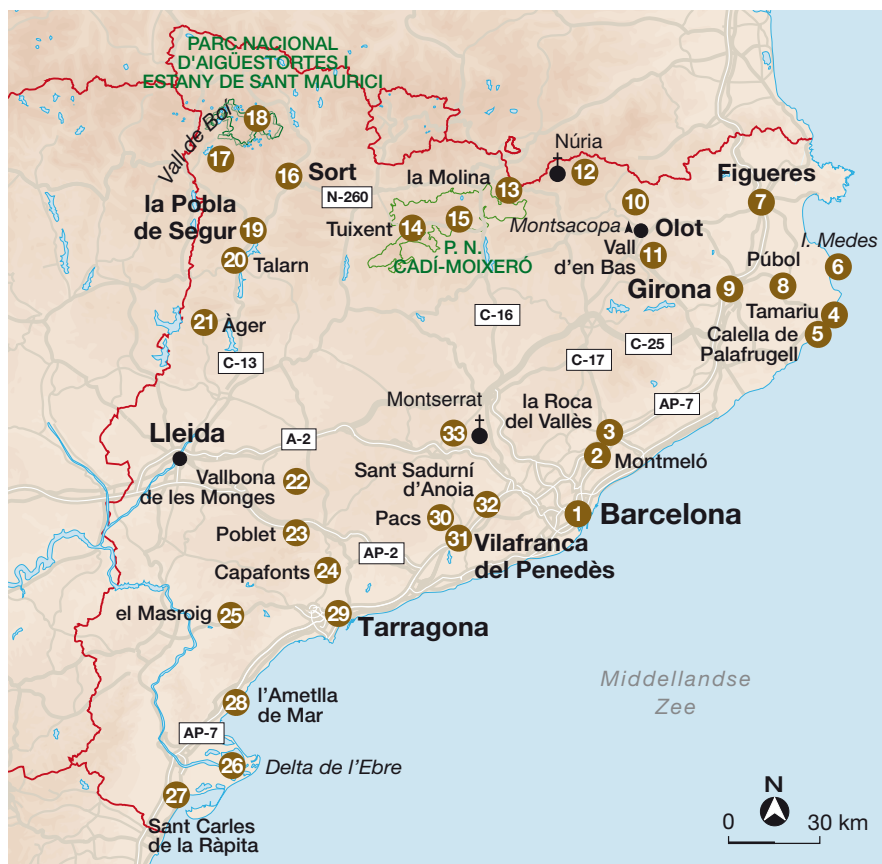 PARC NACIONAL
D'AIGÜESTORTES I
ESTANY DE SANT MAURICI
Vall de Boí
18
17
16
Sort
N-260
la Molina
13
Núria
12
Figueres
7
10
Montsacopa
Olot
la Pobla
de Segur
19
Tuixent
14
15
P. N.
CADÍ-MOIXERÓ
Vall
d'en Bas
11
I. Medes
6
20
Talarn
Girona
9
Púbol
8
Tamariu
4
Calella de
Palafrugell
5
21
Àger
C-13
C-16
C-17
C-25
AP-7
Montserrat
33
la Roca
del Vallès
3
2
Montmeló
Lleida
A-2
Vallbona
de les Monges
22
Sant Sadurní
d'Anoia
32
Pacs
30
31
Vilafranca
del Penedès
1
Barcelona
Poblet
23
AP-2
Capafonts
24
el Masroig
25
29
Tarragona
28
l'Ametlla
de Mar
AP-7
26
Delta de l'Ebre
27
Sant Carles
de la Ràpita
Middellandse
Zee
N
0 30 km